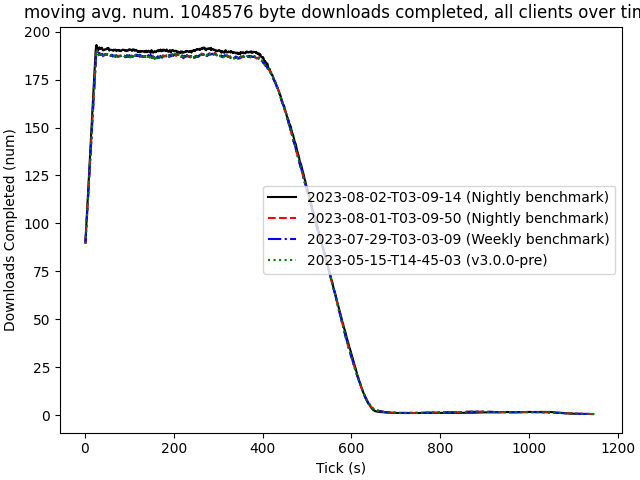 moving avg. num. 1048576 byte downloads completed, all clients over tim
200
175
150
125
100
75
50
25
0
Downloads Completed (num)
2023-08-02-T03-09-14 (Nightly benchmark)
2023-08-01-T03-09-50 (Nightly benchmark)
2023-07-29-T03-03-09 (Weekly benchmark)
2023-05-15-T14-45-03 (v3.0.0-pre)
0 200 400 600 800 1000 1200
Tick (s)